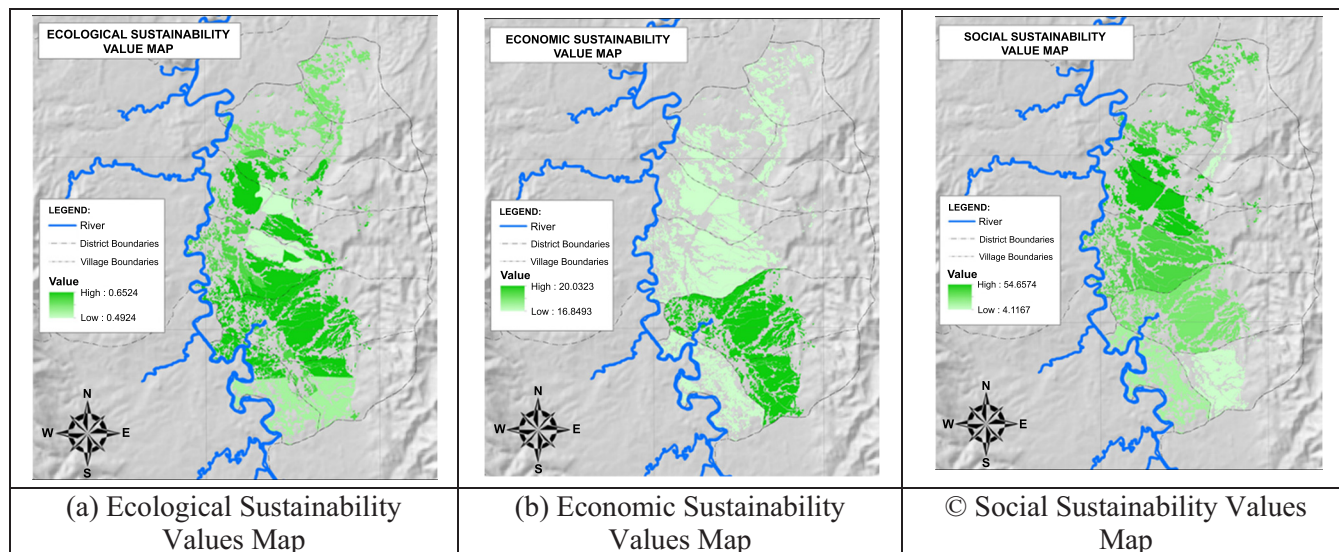 ECOLOGICAL SUSTAINABILITY
VALUE MAP
LEGEND:
River
District Boundaries
Village Boundaries
Value
High : 0.6524
Low : 0.4924
N
W
E
S
ECONOMIC SUSTAINABILITY
VALUE MAP
LEGEND:
River
District Boundaries
Village Boundaries
Value
High : 20.0323
Low : 16.8493
N
W
E
S
SOCIAL SUSTAINABILITY
VALUE MAP
LEGEND:
River
District Boundaries
Village Boundaries
Value
High : 54.6574
Low : 4.1167
N
W
E
S
(a) Ecological Sustainability
Values Map
(b) Economic Sustainability
Values Map
© Social Sustainability Values
Map